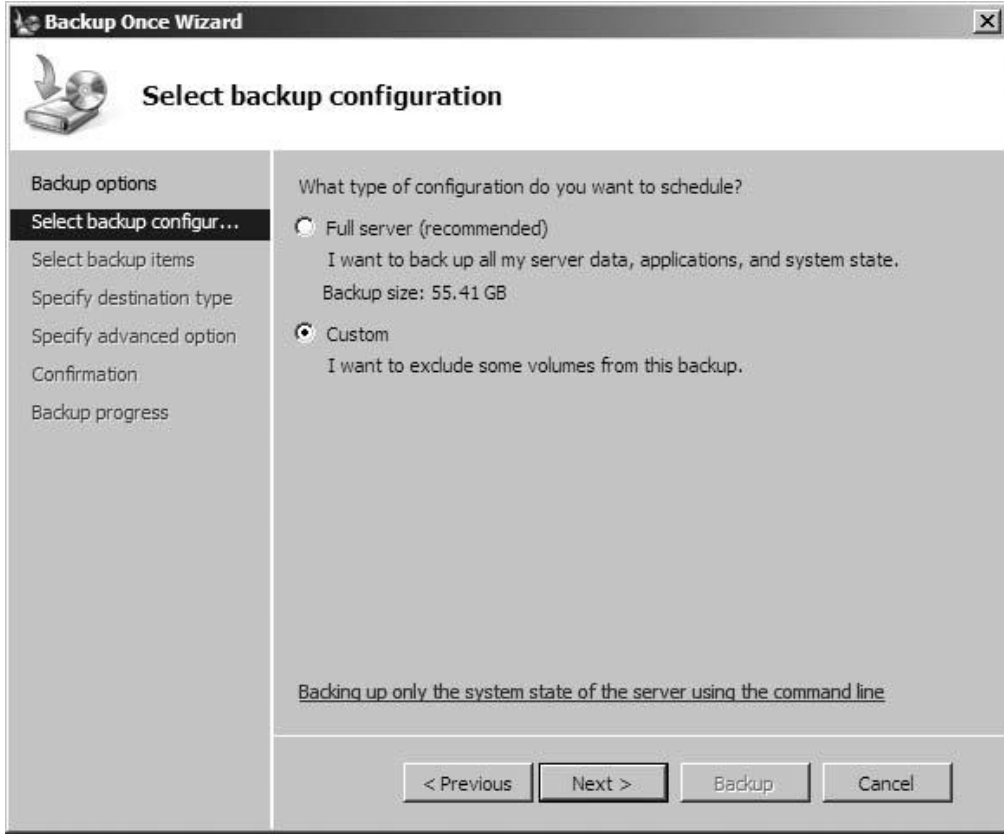 Backup Once Wizard
Select backup configuration
Backup options
Select backup configur...
Select backup items
Specify destination type
Specify advanced option
Confirmation
Backup progress
What type of configuration do you want to schedule?
Full server (recommended)
I want to back up all my server data, applications, and system state.
Backup size: 55.41 GB
Custom
I want to exclude some volumes from this backup.
Backing up only the system state of the server using the command line
< Previous
Next >
Backup
Cancel